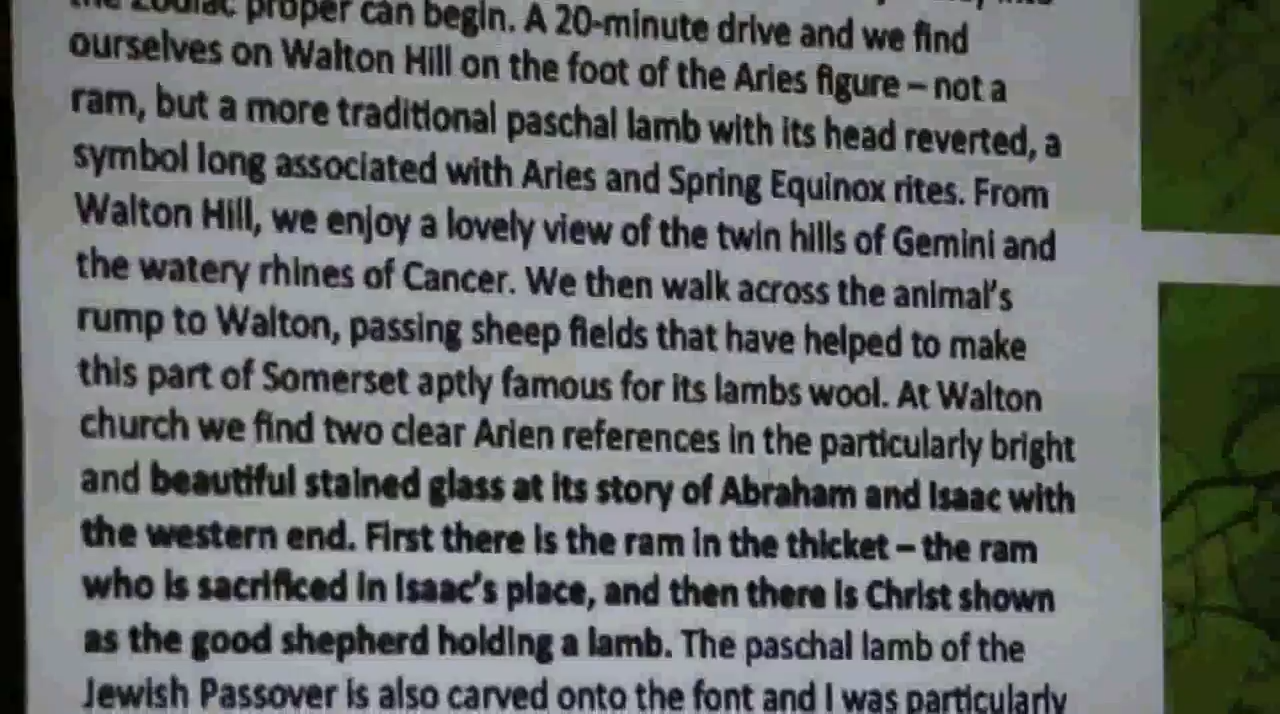 the Zodiac proper can begin. A 20-minute drive and we find
ourselves on Walton Hill on the foot of the Aries figure – not a
ram, but a more traditional paschal lamb with its head reverted, a
symbol long associated with Aries and Spring Equinox rites. From
Walton Hill, we enjoy a lovely view of the twin hills of Gemini and
the watery rhines of Cancer. We then walk across the animal's
rump to Walton, passing sheep fields that have helped to make
this part of Somerset aptly famous for its lambs wool. At Walton
church we find two clear Arien references in the particularly bright
and beautiful stained glass at its story of Abraham and Isaac with
the western end. First there is the ram in the thicket – the ram
who is sacrificed in Isaac's place, and then there is Christ shown
as the good shepherd holding a lamb. The paschal lamb of the
Jewish Passover is also carved onto the font and I was particularly